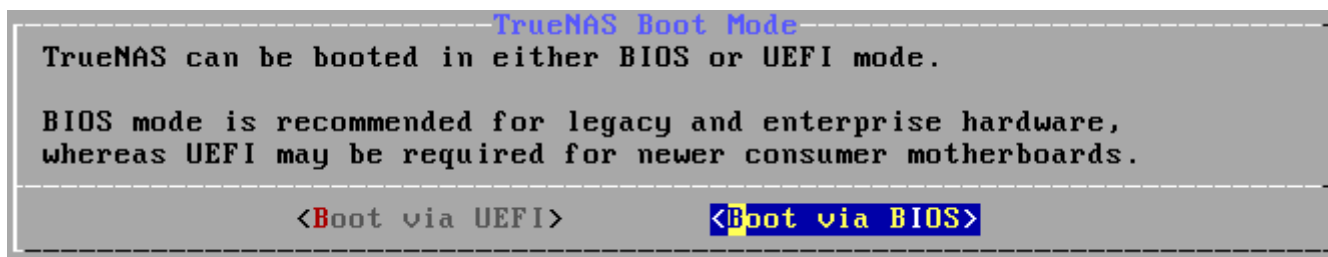 TrueNAS Boot Mode
TrueNAS can be booted in either BIOS or UEFI mode.
BIOS mode is recommended for legacy and enterprise hardware,
whereas UEFI may be required for newer consumer motherboards.
<Boot via UEFI> <Boot via BIOS>